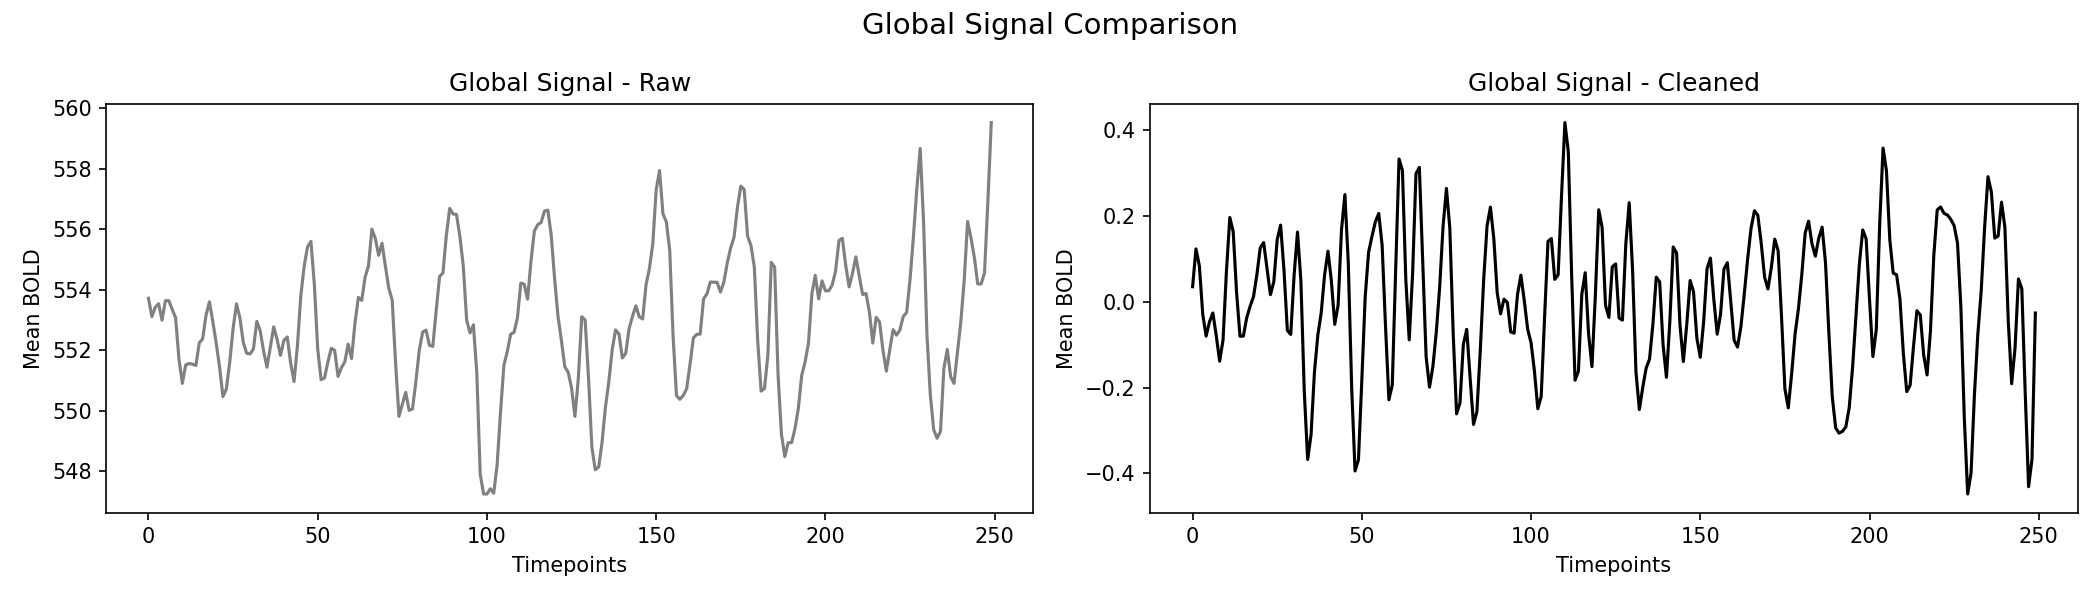 Global Signal Comparison
Global Signal - Raw
560
558
556
554
552
550
548
Mean BOLD
0 50 100 150 200 250
Timepoints
Global Signal - Cleaned
0.4
0.2
0.0
−0.2
−0.4
Mean BOLD
0 50 100 150 200 250
Timepoints